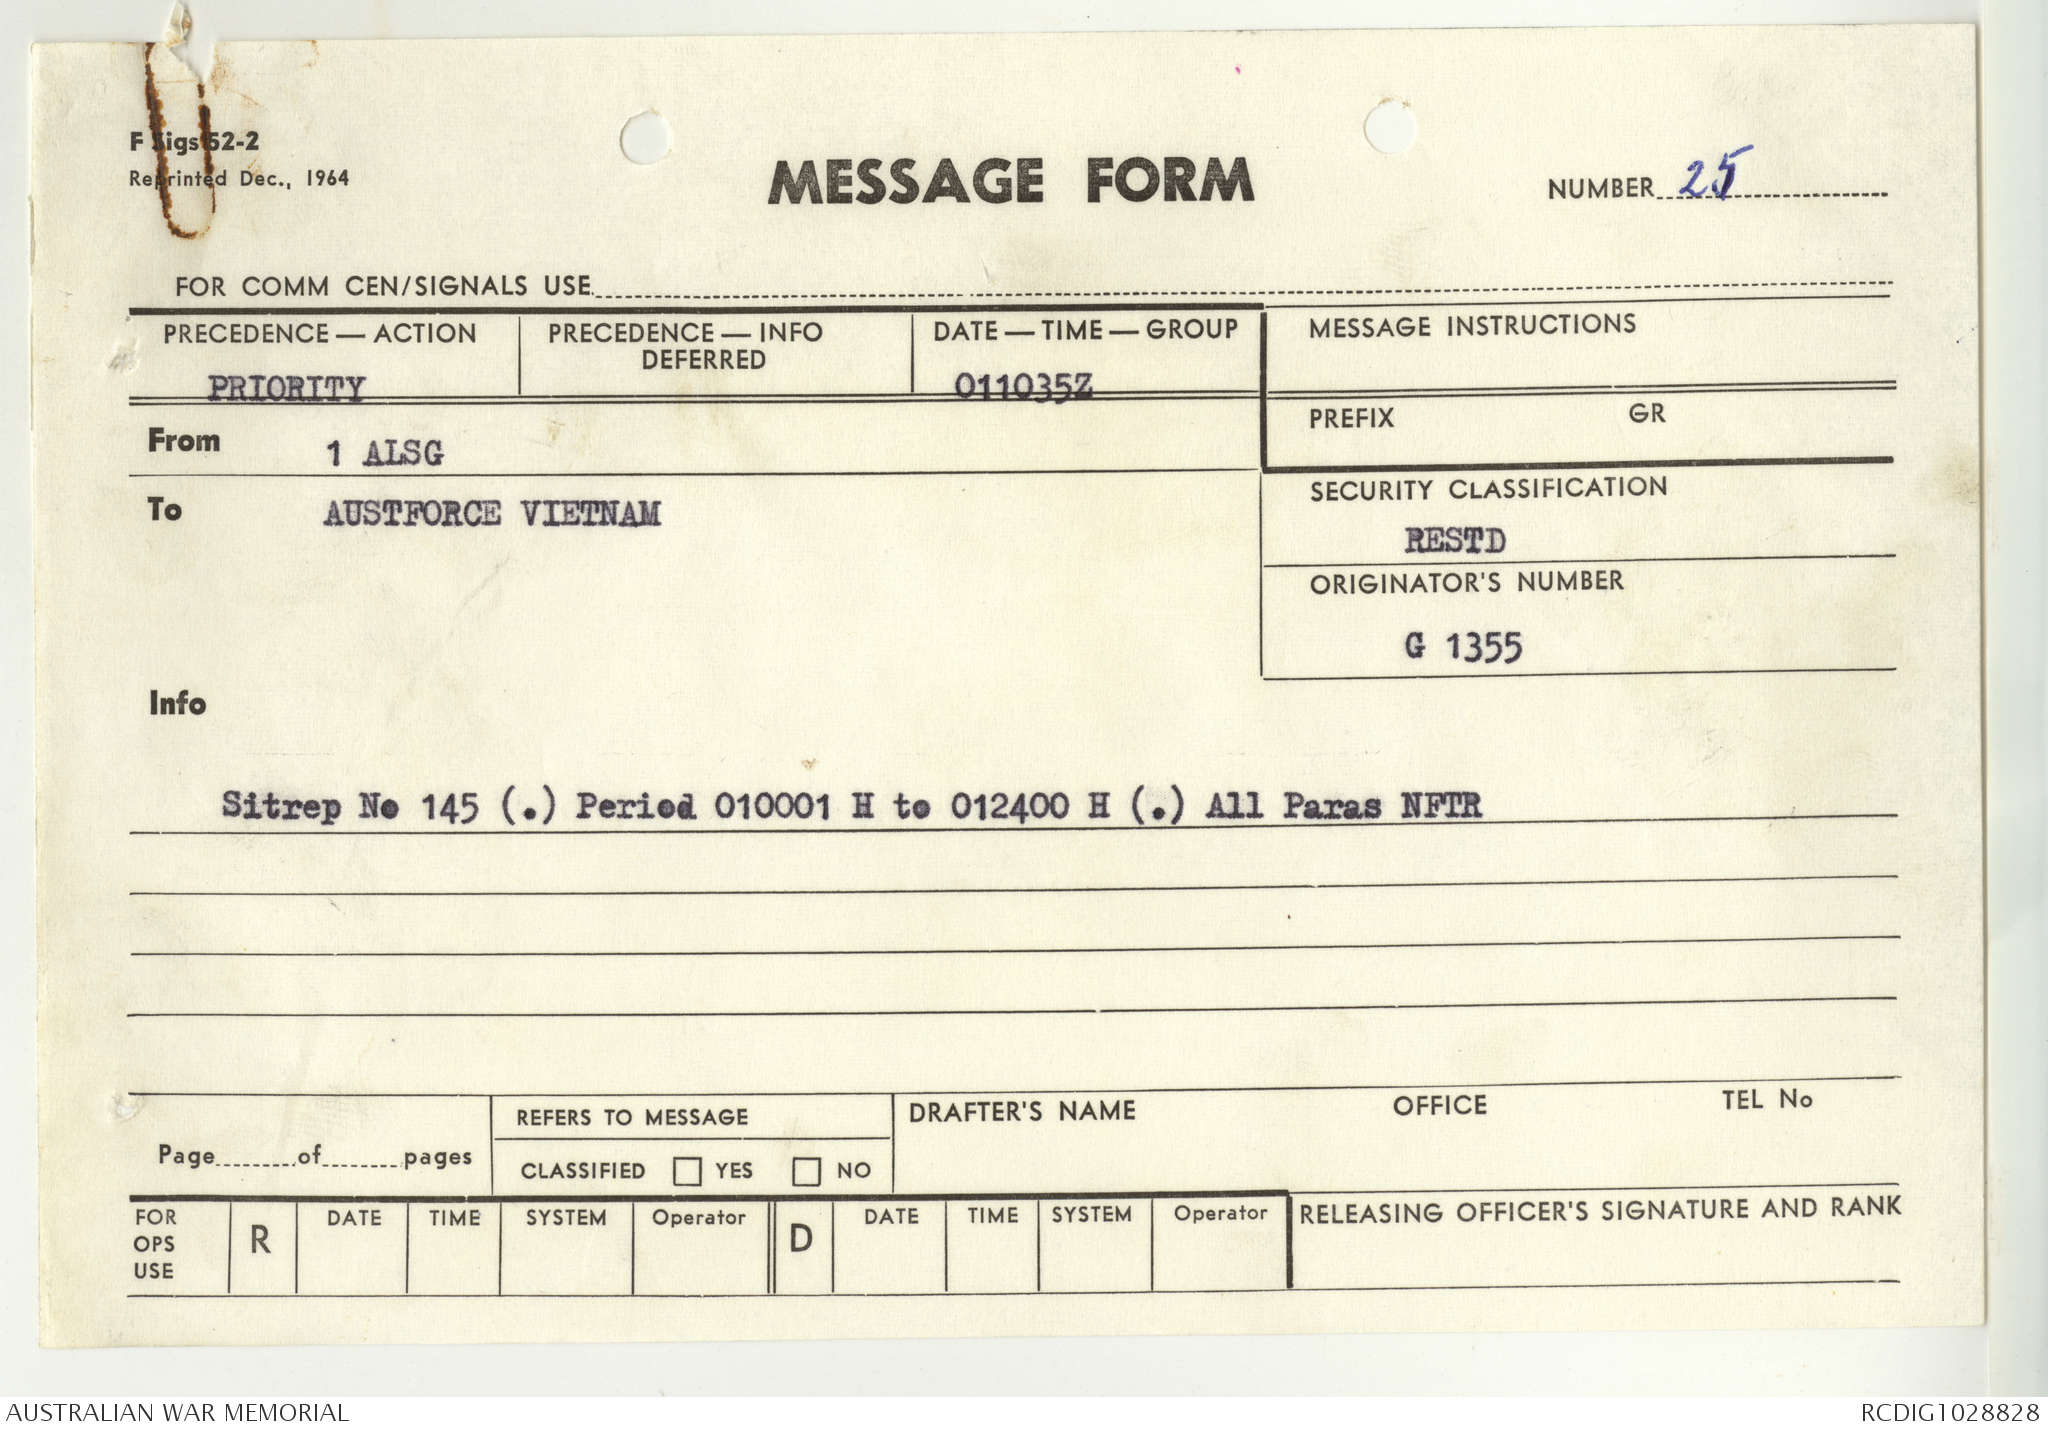 F Sigs 52-2
Reprinted Dec., 1964
MESSAGE FORM
NUMBER 25
FOR COMM CEN/SIGNALS USE
PRECEDENCE — ACTION
PRIORITY
PRECEDENCE — INFO
DEFERRED
DATE — TIME — GROUP
011035Z
MESSAGE INSTRUCTIONS
PREFIX GR
From 1 ALSG
To AUSTFORCE VIETNAM
SECURITY CLASSIFICATION
RESTD
ORIGINATOR'S NUMBER
G 1355
Info
Sitrep No 145 (.) Period 010001 H to 012400 H (.) All Paras NFTR
Page........of........pages
REFERS TO MESSAGE
CLASSIFIED YES NO
DRAFTER'S NAME OFFICE TEL No
FOR
OPS
USE
R DATE TIME SYSTEM Operator D DATE TIME SYSTEM Operator
RELEASING OFFICER'S SIGNATURE AND RANK
AUSTRALIAN WAR MEMORIAL
RCDIG1028828